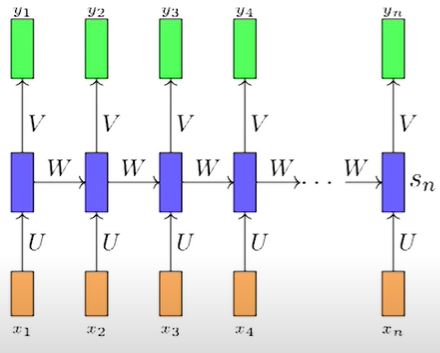 y₁ y₂ y₃ y₄ yₙ
V V V V V
W W W W W
· · · sₙ
U U U U U
x₁ x₂ x₃ x₄ xₙ